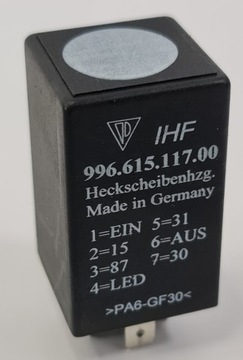 IHF
996.615.117.00
Heckscheibenhzg.
Made in Germany
1=EIN 5=31
2=15 6=AUS
3=87 7=30
4=LED
>PA6-GF30<